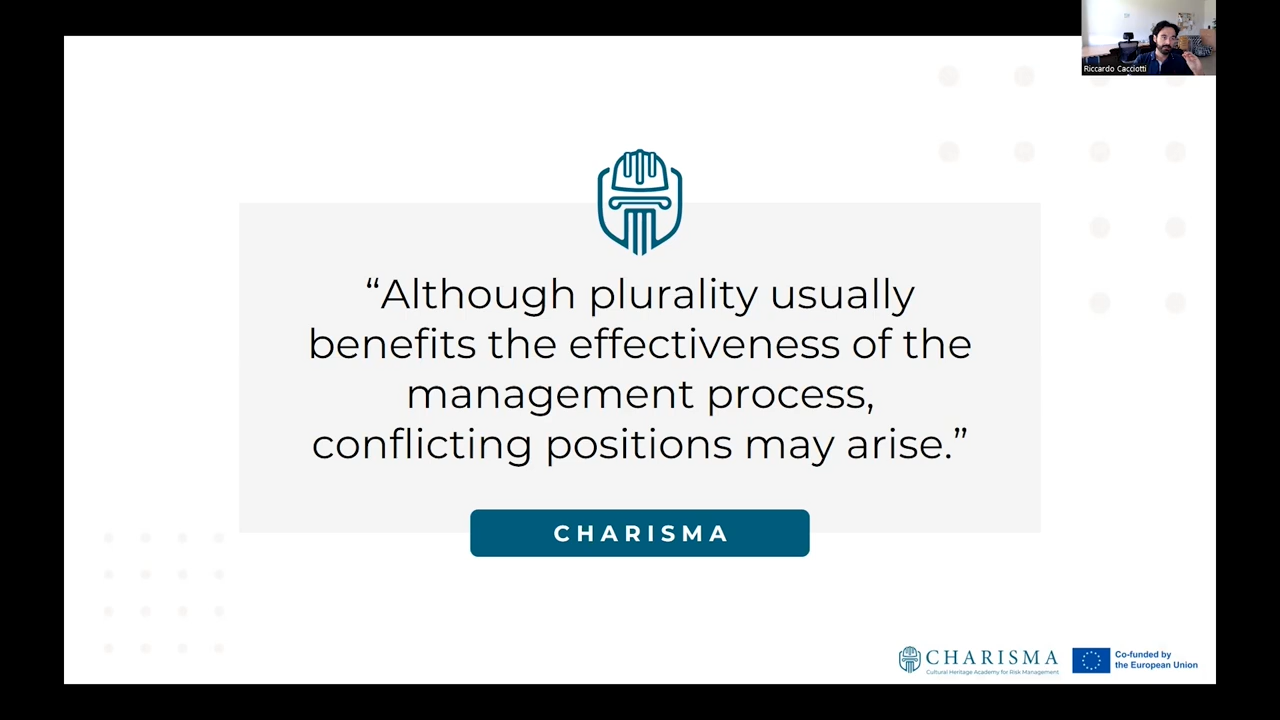 Riccardo Cacciotti
“Although plurality usually
benefits the effectiveness of the
management process,
conflicting positions may arise.”
CHARISMA
CHARISMA
Cultural Heritage Academy for Risk Management
Co-funded by
the European Union